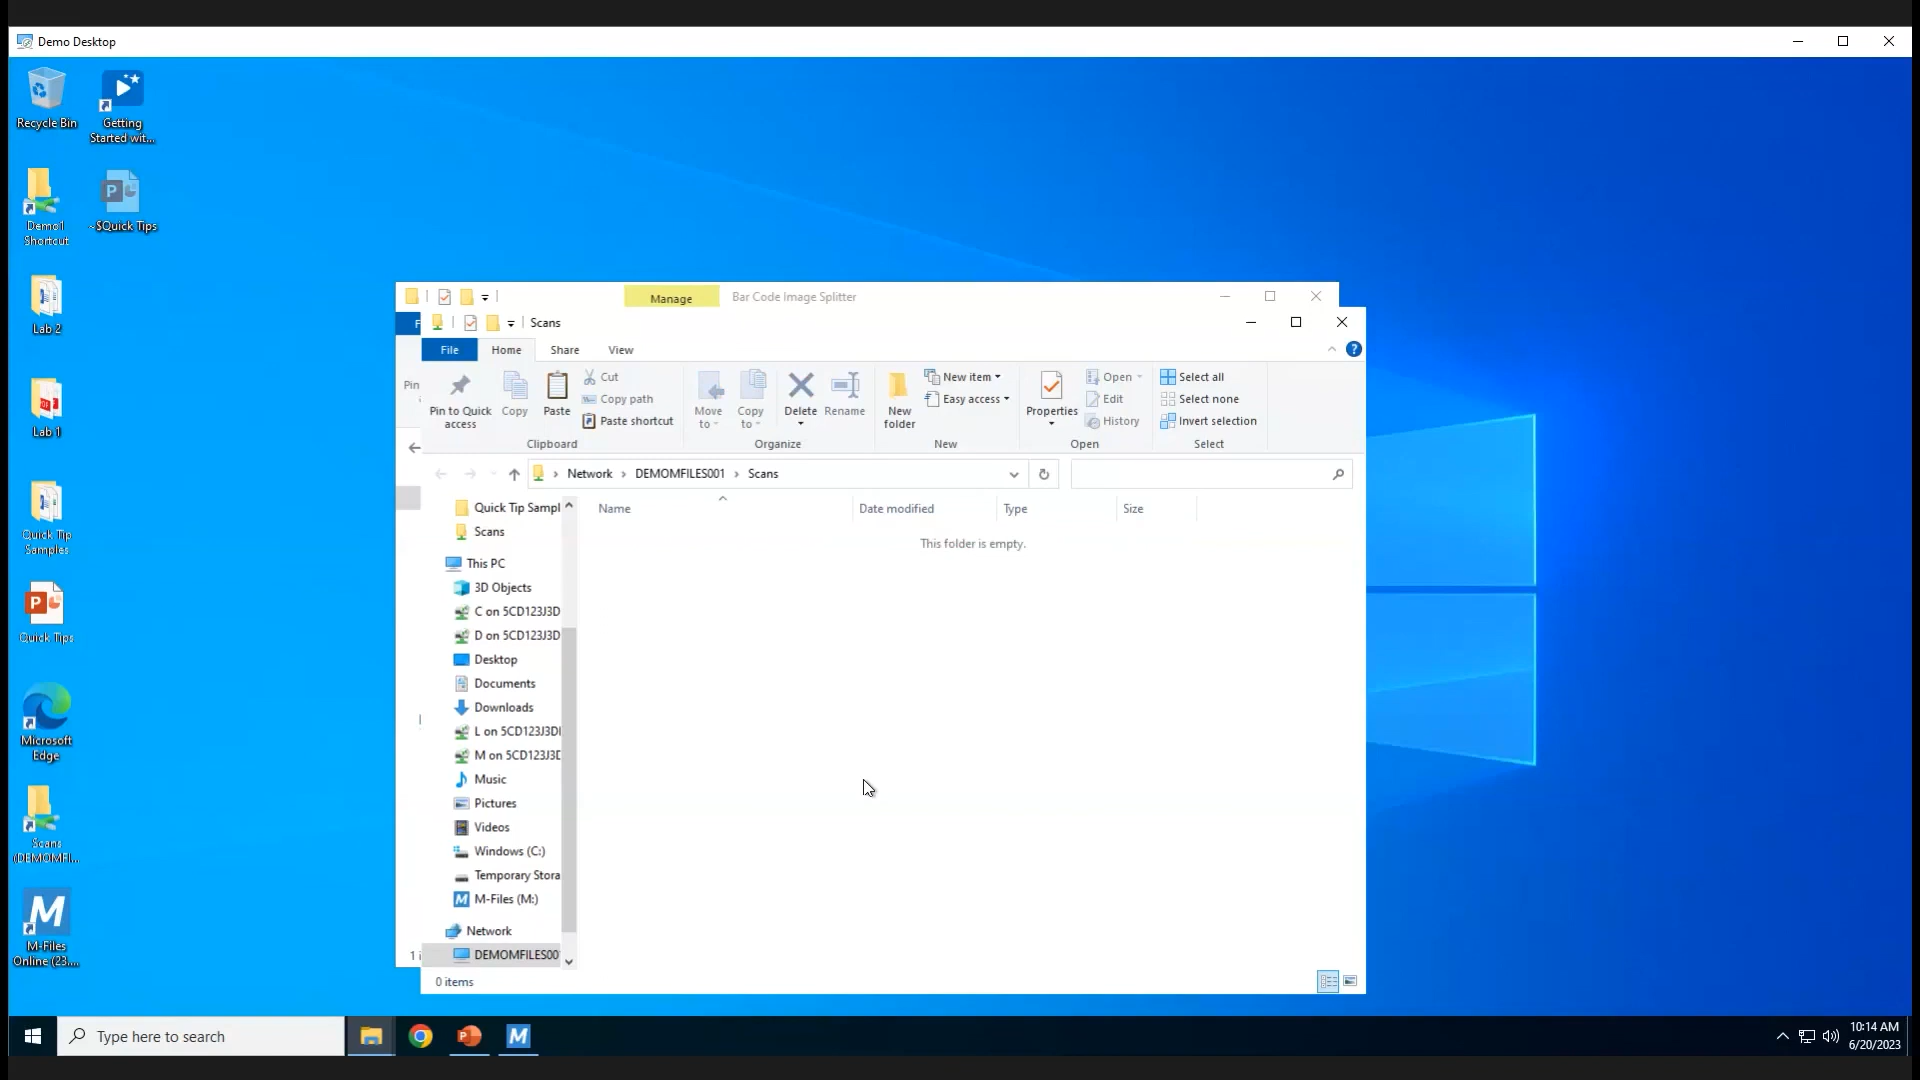 Demo Desktop
Recycle Bin
Getting
Started wit...
Demo1
Shortcut
~$Quick Tips
Lab 2
Lab 1
Quick Tip
Samples
Quick Tips
Microsoft
Edge
Scans
(DEMOMFI...
M-Files
Online (23....
Manage
Bar Code Image Splitter
F
Pin
1 i
Scans
File
Home
Share
View
Pin to Quick
access
Copy
Paste
Cut
Copy path
Paste shortcut
Clipboard
Move
to
Copy
to
Delete
Rename
Organize
New
folder
New item
Easy access
New
Properties
Open
Edit
History
Open
Select all
Select none
Invert selection
Select
Network > DEMOMFILES001 > Scans
Name
Date modified
Type
Size
This folder is empty.
Quick Tip Sampl
Scans
This PC
3D Objects
C on 5CD123J3D
D on 5CD123J3D
Desktop
Documents
Downloads
L on 5CD123J3D
M on 5CD123J3D
Music
Pictures
Videos
Windows (C:)
Temporary Stora
M-Files (M:)
Network
DEMOMFILES00
0 items
Type here to search
10:14 AM
6/20/2023